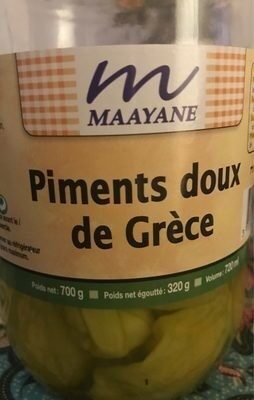 m
MAAYANE
Piments doux
de Grèce
Poids net: 700 g ■ Poids net égoutté: 320 g ■ Volume: 720 ml